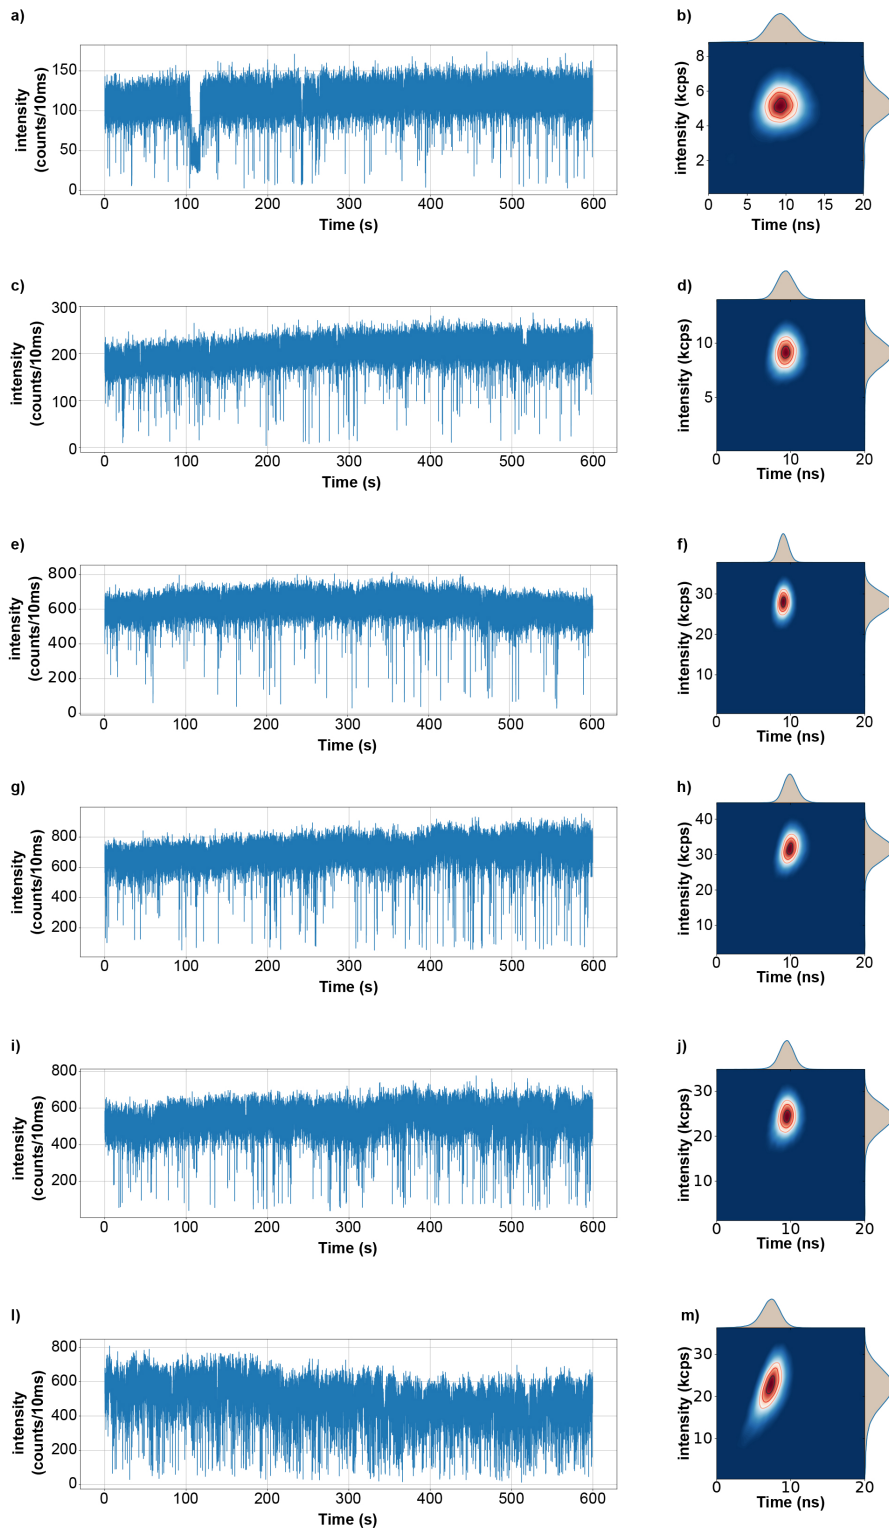 a)
b)
intensity
(counts/10ms)
150
100
50
0
0 100 200 300 400 500 600
Time (s)
intensity (kcps)
8
6
4
2
0 5 10 15 20
Time (ns)
c)
d)
intensity
(counts/10ms)
300
200
100
0
0 100 200 300 400 500 600
Time (s)
intensity (kcps)
10
5
0 10 20
Time (ns)
e)
f)
intensity
(counts/10ms)
800
600
400
200
0
0 100 200 300 400 500 600
Time (s)
intensity (kcps)
30
20
10
0 10 20
Time (ns)
g)
h)
intensity
(counts/10ms)
800
600
400
200
0 100 200 300 400 500 600
Time (s)
intensity (kcps)
40
30
20
10
0 10 20
Time (ns)
i)
j)
intensity
(counts/10ms)
800
600
400
200
0 100 200 300 400 500 600
Time (s)
intensity (kcps)
30
20
10
0 10 20
Time (ns)
l)
m)
intensity
(counts/10ms)
800
600
400
200
0
0 100 200 300 400 500 600
Time (s)
intensity (kcps)
30
20
10
0 10 20
Time (ns)